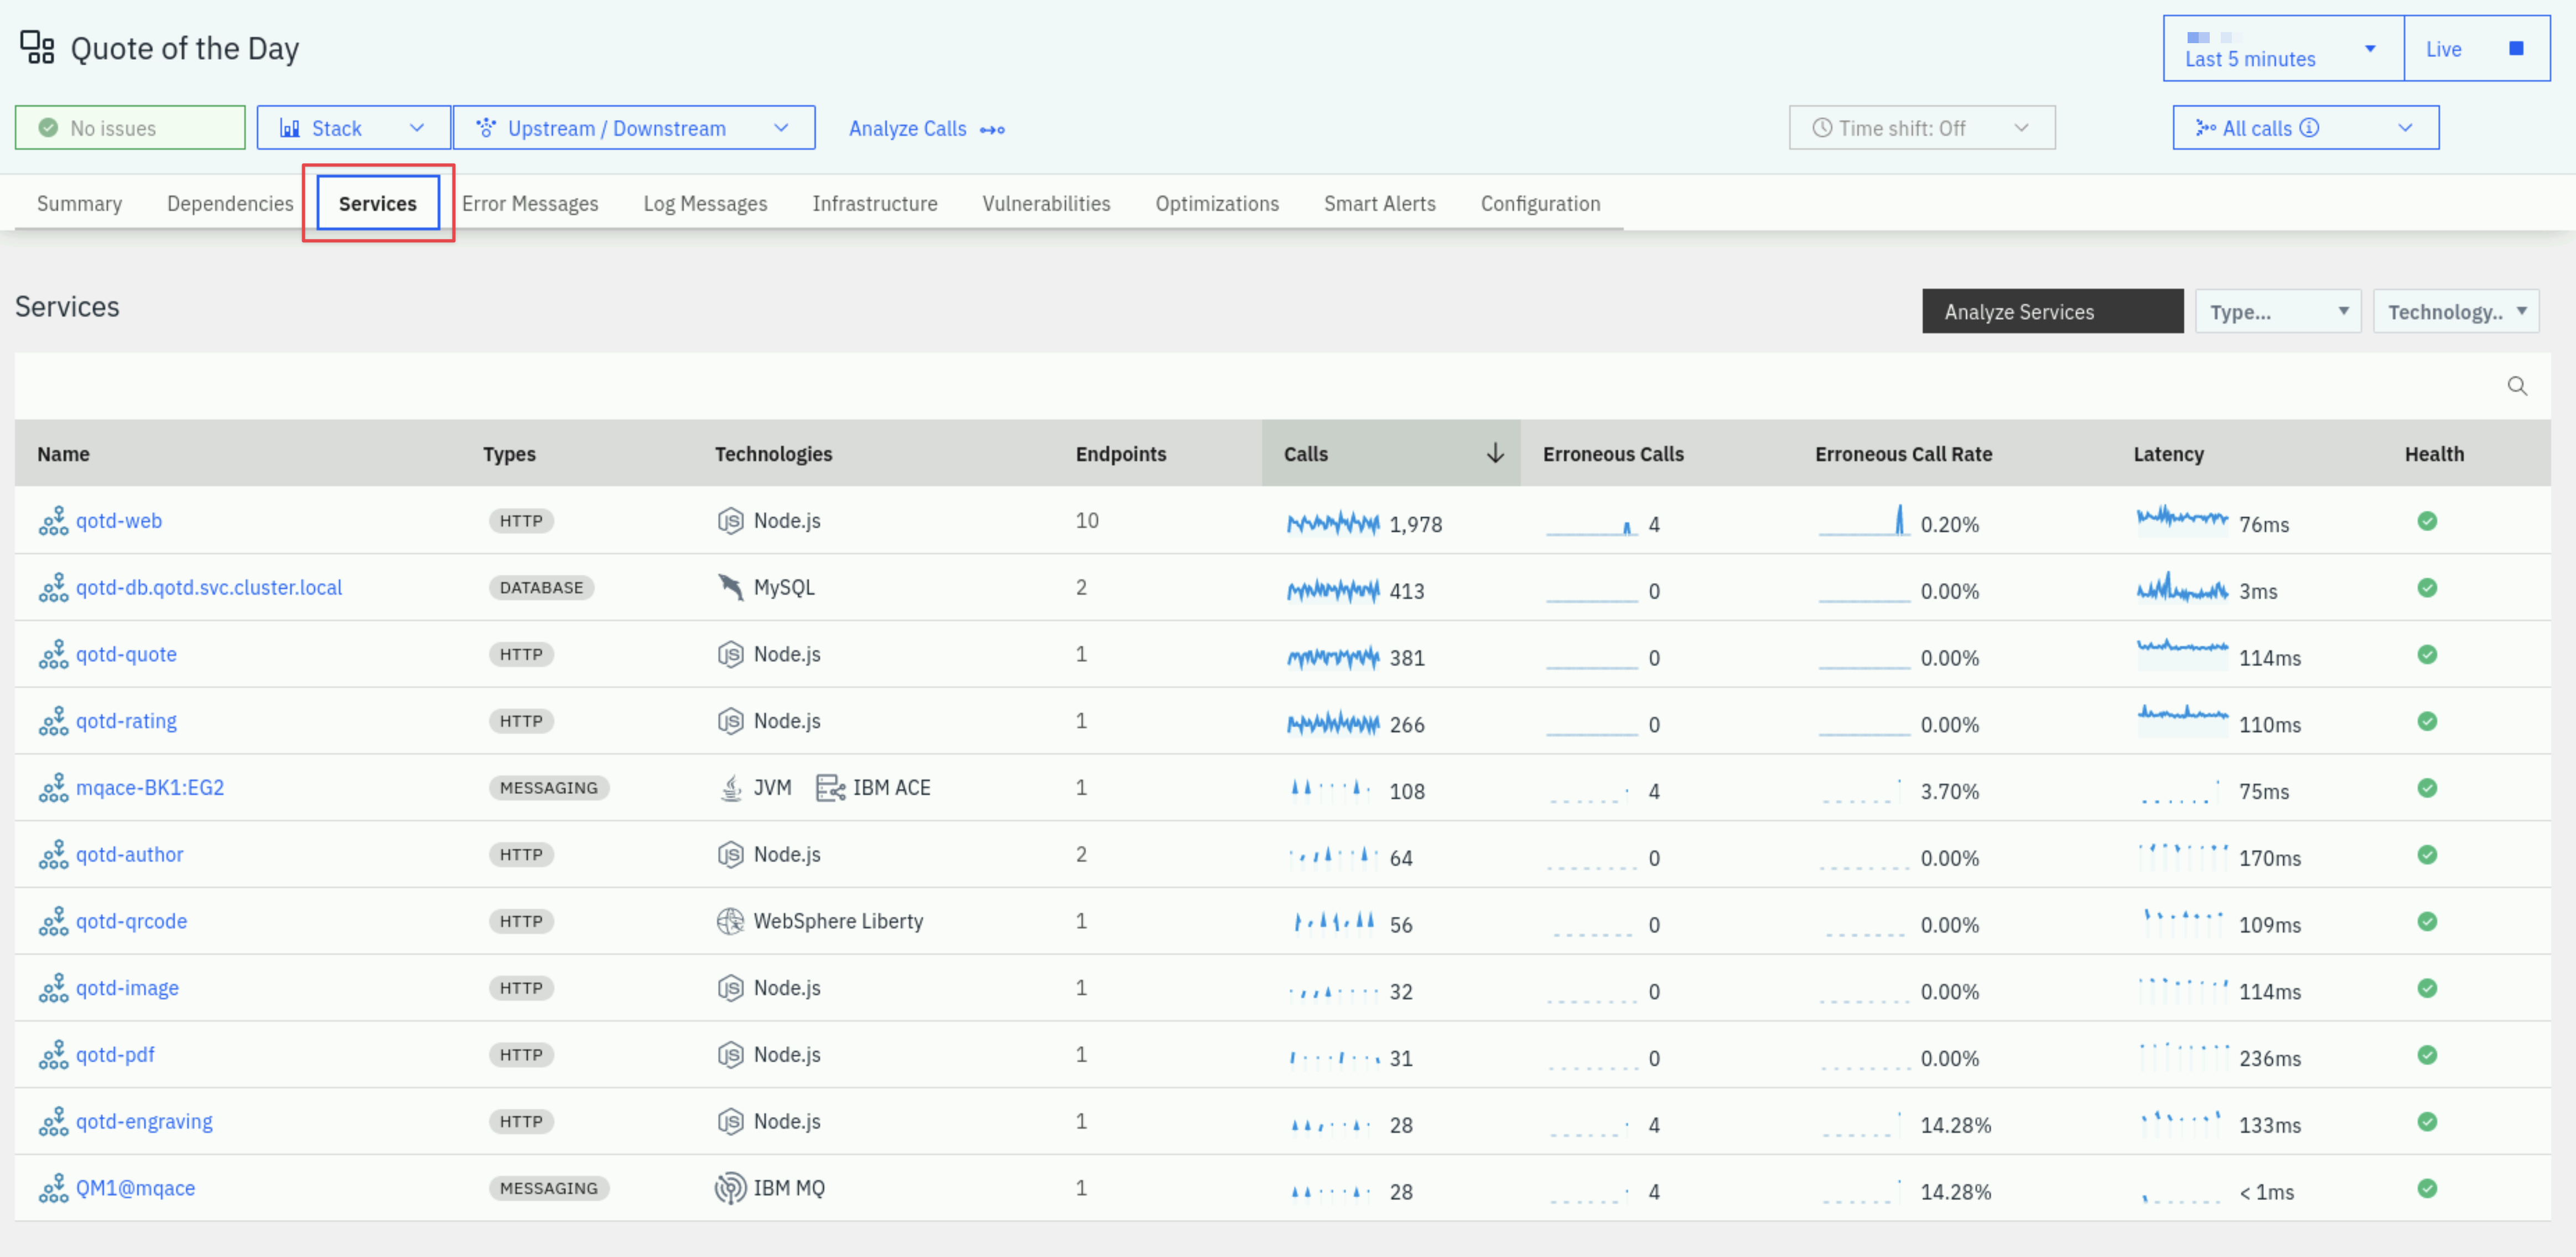 Quote of the Day
Last 5 minutes
Live
No issues
Stack
Upstream / Downstream
Analyze Calls
Time shift: Off
All calls
Summary Dependencies Services Error Messages Log Messages Infrastructure Vulnerabilities Optimizations Smart Alerts Configuration
Services
Analyze Services
Type...
Technology..
Name Types Technologies Endpoints Calls Erroneous Calls Erroneous Call Rate Latency Health
qotd-web HTTP Node.js 10 1,978 4 0.20% 76ms
qotd-db.qotd.svc.cluster.local DATABASE MySQL 2 413 0 0.00% 3ms
qotd-quote HTTP Node.js 1 381 0 0.00% 114ms
qotd-rating HTTP Node.js 1 266 0 0.00% 110ms
mqace-BK1:EG2 MESSAGING JVM IBM ACE 1 108 4 3.70% 75ms
qotd-author HTTP Node.js 2 64 0 0.00% 170ms
qotd-qrcode HTTP WebSphere Liberty 1 56 0 0.00% 109ms
qotd-image HTTP Node.js 1 32 0 0.00% 114ms
qotd-pdf HTTP Node.js 1 31 0 0.00% 236ms
qotd-engraving HTTP Node.js 1 28 4 14.28% 133ms
QM1@mqace MESSAGING IBM MQ 1 28 4 14.28% < 1ms